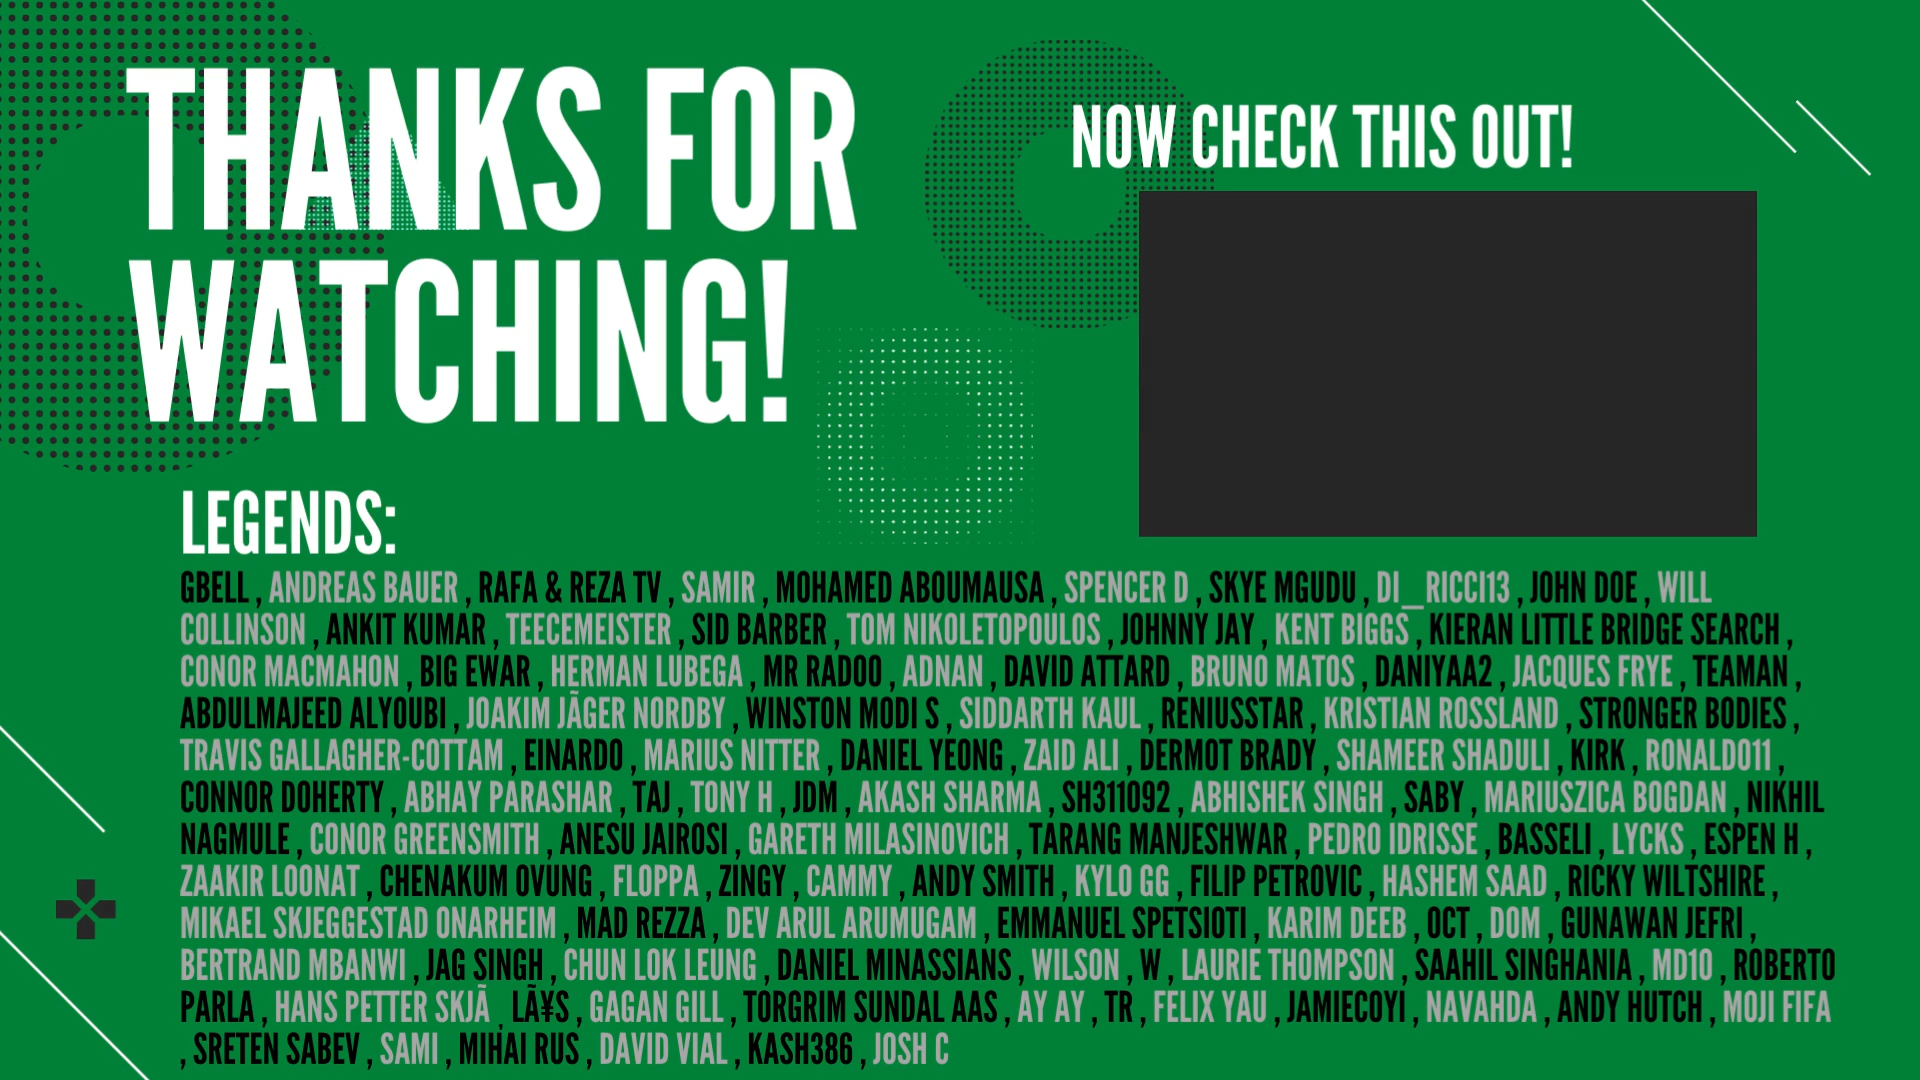 THANKS FOR
WATCHING!
NOW CHECK THIS OUT!
LEGENDS:
GBELL , ANDREAS BAUER , RAFA & REZA TV , SAMIR , MOHAMED ABOUMAUSA , SPENCER D , SKYE MGUDU , DI_RICCI13 , JOHN DOE , WILL
COLLINSON , ANKIT KUMAR , TEECEMEISTER , SID BARBER , TOM NIKOLETOPOULOS , JOHNNY JAY , KENT BIGGS , KIERAN LITTLE BRIDGE SEARCH ,
CONOR MACMAHON , BIG EWAR , HERMAN LUBEGA , MR RADOO , ADNAN , DAVID ATTARD , BRUNO MATOS , DANIYAA2 , JACQUES FRYE , TEAMAN ,
ABDULMAJEED ALYOUBI , JOAKIM JÃGER NORDBY , WINSTON MODI S , SIDDARTH KAUL , RENIUSSTAR , KRISTIAN ROSSLAND , STRONGER BODIES ,
TRAVIS GALLAGHER-COTTAM , EINARDO , MARIUS NITTER , DANIEL YEONG , ZAID ALI , DERMOT BRADY , SHAMEER SHADULI , KIRK , RONALDO11 ,
CONNOR DOHERTY , ABHAY PARASHAR , TAJ , TONY H , JDM , AKASH SHARMA , SH311092 , ABHISHEK SINGH , SABY , MARIUSZICA BOGDAN , NIKHIL
NAGMULE , CONOR GREENSMITH , ANESU JAIROSI , GARETH MILASINOVICH , TARANG MANJESHWAR , PEDRO IDRISSE , BASSELI , LYCKS , ESPEN H ,
ZAAKIR LOONAT , CHENAKUM OVUNG , FLOPPA , ZINGY , CAMMY , ANDY SMITH , KYLO GG , FILIP PETROVIC , HASHEM SAAD , RICKY WILTSHIRE ,
MIKAEL SKJEGGESTAD ONARHEIM , MAD REZZA , DEV ARUL ARUMUGAM , EMMANUEL SPETSIOTI , KARIM DEEB , OCT , DOM , GUNAWAN JEFRI ,
BERTRAND MBANWI , JAG SINGH , CHUN LOK LEUNG , DANIEL MINASSIANS , WILSON , W , LAURIE THOMPSON , SAAHIL SINGHANIA , MD10 , ROBERTO
PARLA , HANS PETTER SKJÃ¸LÃ¥S , GAGAN GILL , TORGRIM SUNDAL AAS , AY AY , TR , FELIX YAU , JAMIECOYI , NAVAHDA , ANDY HUTCH , MOJI FIFA
, SRETEN SABEV , SAMI , MIHAI RUS , DAVID VIAL , KASH386 , JOSH C